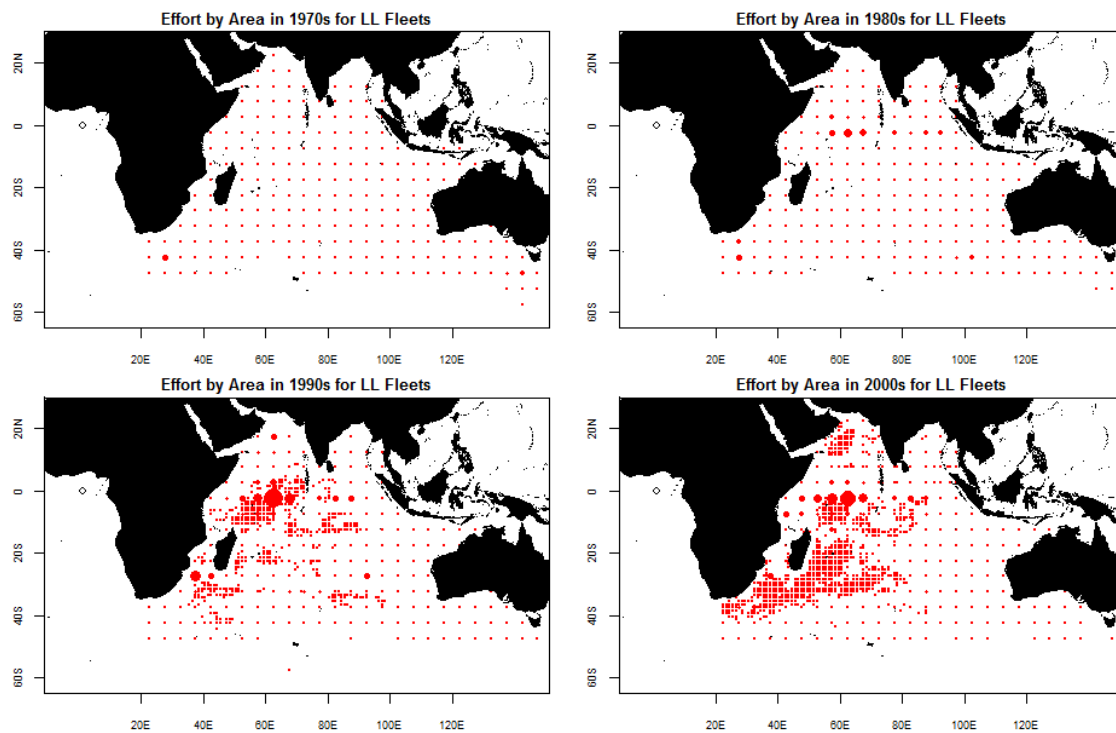 Effort by Area in 1970s for LL Fleets
20N
0
20S
40S
60S
20E 40E 60E 80E 100E 120E
Effort by Area in 1980s for LL Fleets
20N
0
20S
40S
60S
20E 40E 60E 80E 100E 120E
Effort by Area in 1990s for LL Fleets
20N
0
20S
40S
60S
20E 40E 60E 80E 100E 120E
Effort by Area in 2000s for LL Fleets
20N
0
20S
40S
60S
20E 40E 60E 80E 100E 120E